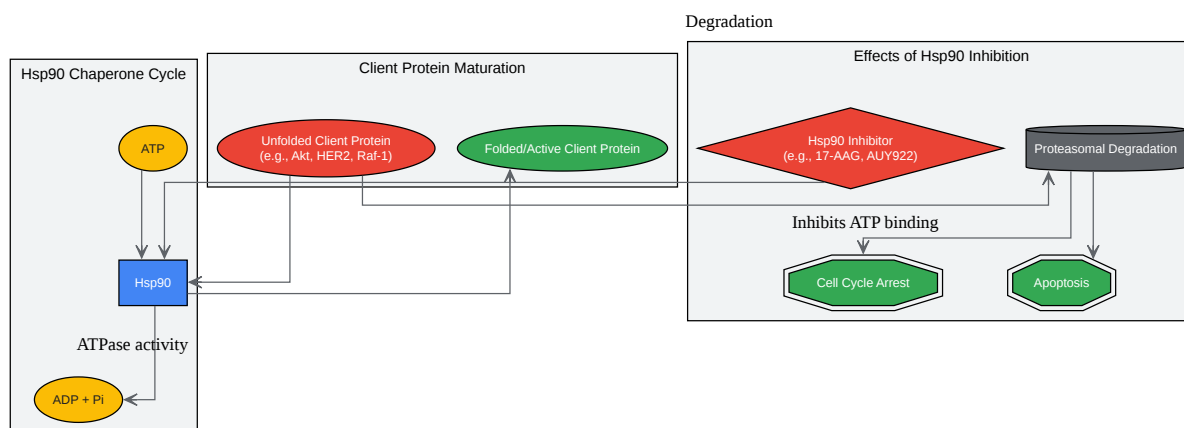 Degradation
Hsp90 Chaperone Cycle
Client Protein Maturation
Effects of Hsp90 Inhibition
ATP
Unfolded Client Protein
(e.g., Akt, HER2, Raf-1)
Folded/Active Client Protein
Hsp90 Inhibitor
(e.g., 17-AAG, AUY922)
Proteasomal Degradation
Inhibits ATP binding
Hsp90
Cell Cycle Arrest
Apoptosis
ATPase activity
ADP + Pi